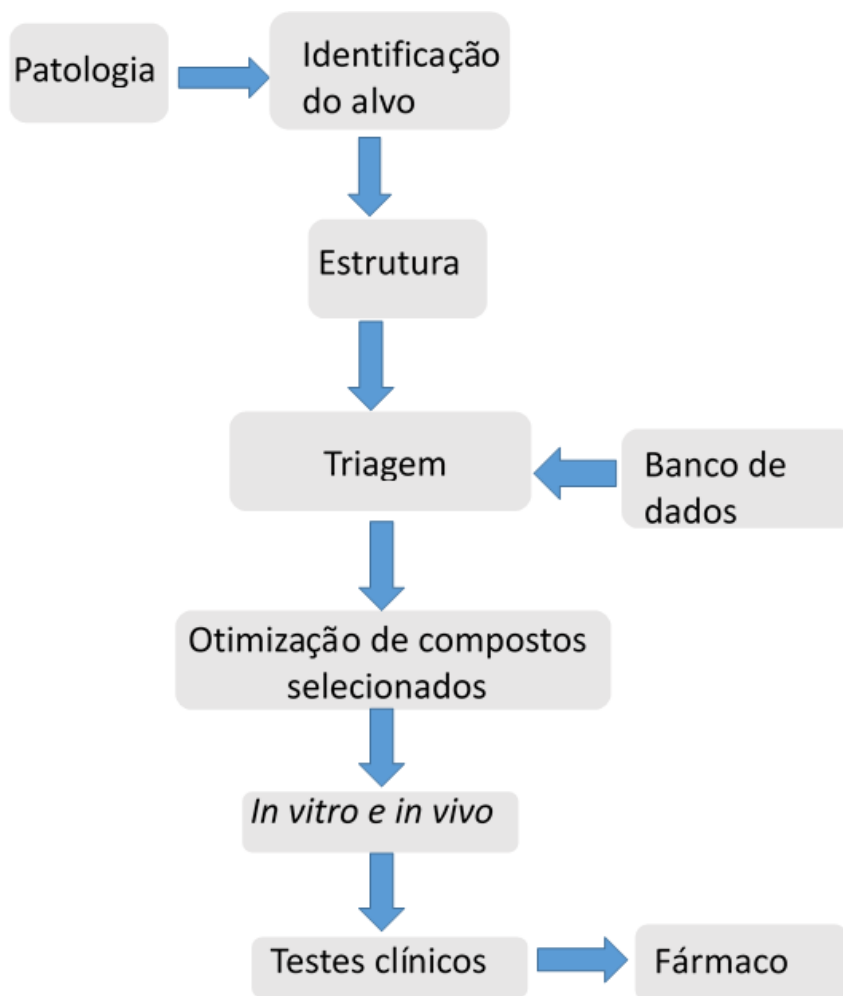 Patologia
Identificação
do alvo
Estrutura
Triagem
Banco de
dados
Otimização de compostos
selecionados
In vitro e in vivo
Testes clínicos
Fármaco